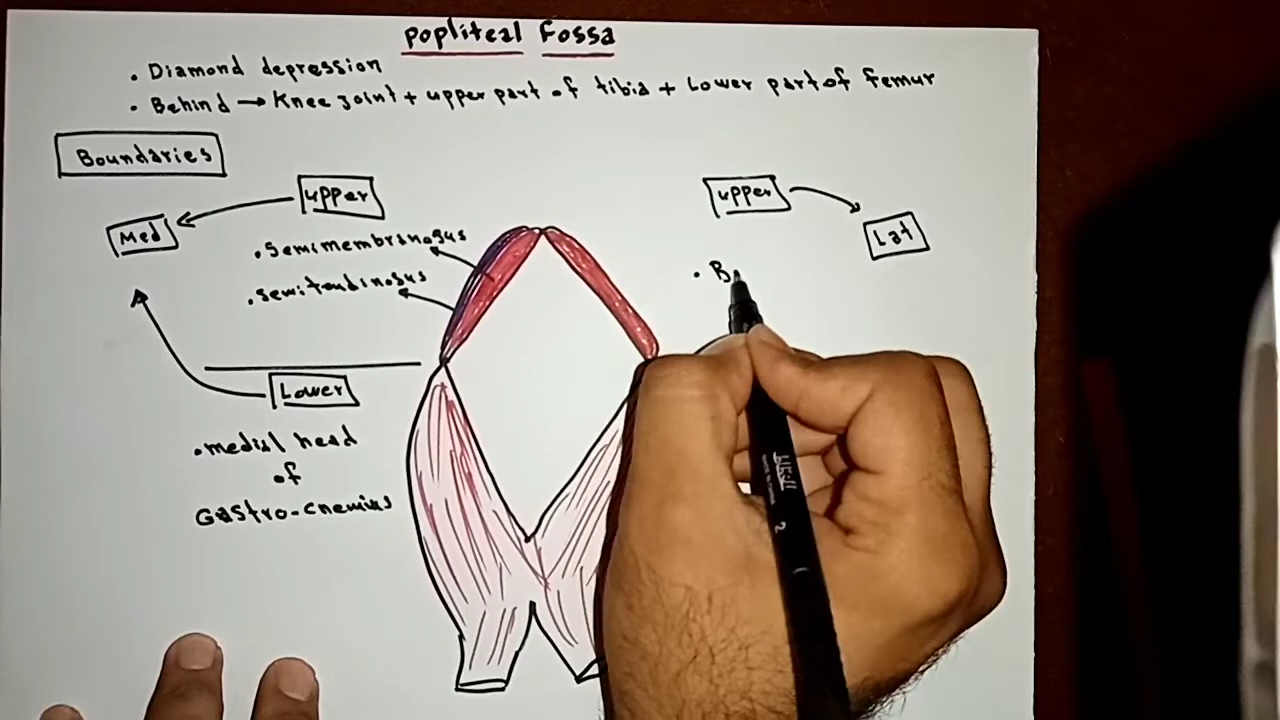 popliteal Fossa
. Diamond depression
. Behind → Knee joint + upper part of tibia + Lower part of Femur
Boundaries
upper
Med
. Semimembranosus
. semitendinosus
Lower
. medial head
of
Gastro-cnemius
upper
Lat
. B
2